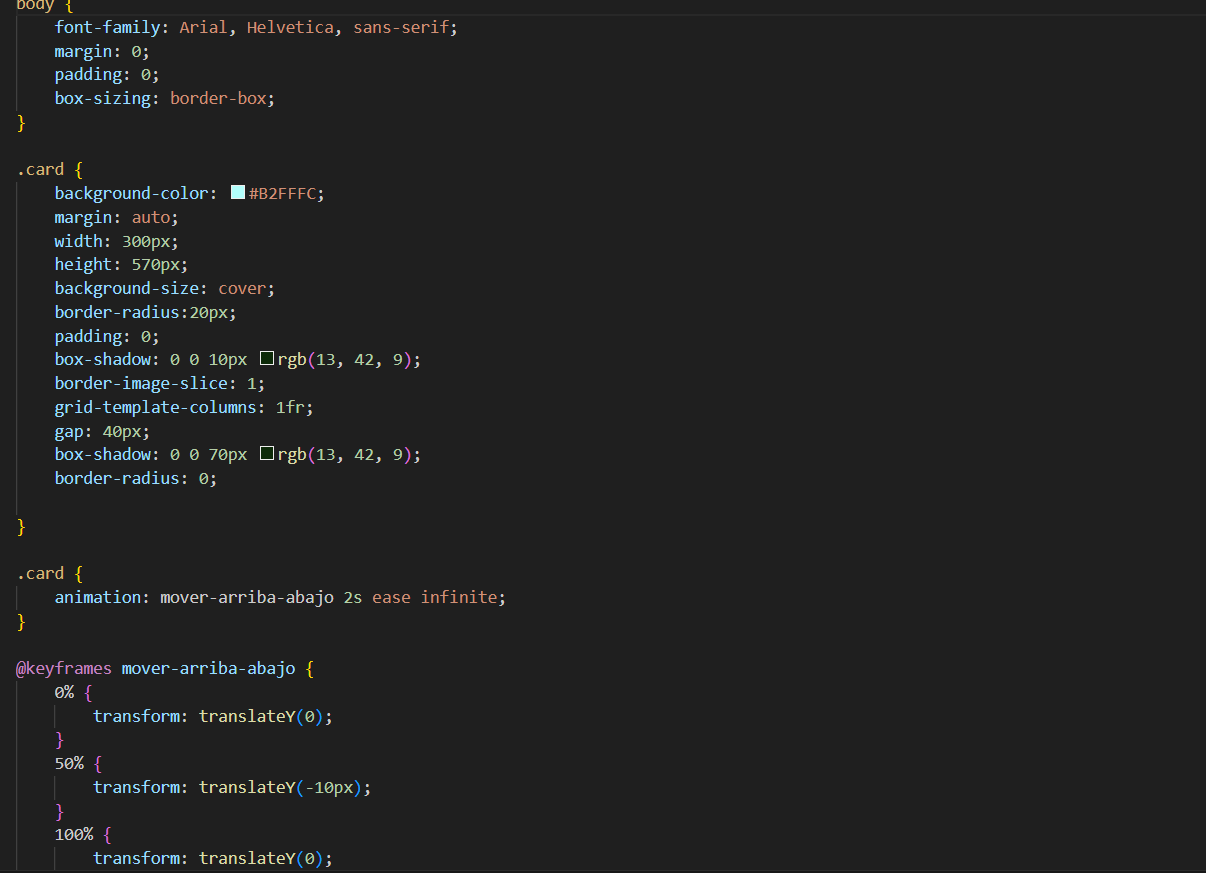 body {
    font-family: Arial, Helvetica, sans-serif;
    margin: 0;
    padding: 0;
    box-sizing: border-box;
}

.card {
    background-color: #B2FFFC;
    margin: auto;
    width: 300px;
    height: 570px;
    background-size: cover;
    border-radius:20px;
    padding: 0;
    box-shadow: 0 0 10px rgb(13, 42, 9);
    border-image-slice: 1;
    grid-template-columns: 1fr;
    gap: 40px;
    box-shadow: 0 0 70px rgb(13, 42, 9);
    border-radius: 0;

}

.card {
    animation: mover-arriba-abajo 2s ease infinite;
}

@keyframes mover-arriba-abajo {
    0% {
        transform: translateY(0);
    }
    50% {
        transform: translateY(-10px);
    }
    100% {
        transform: translateY(0);